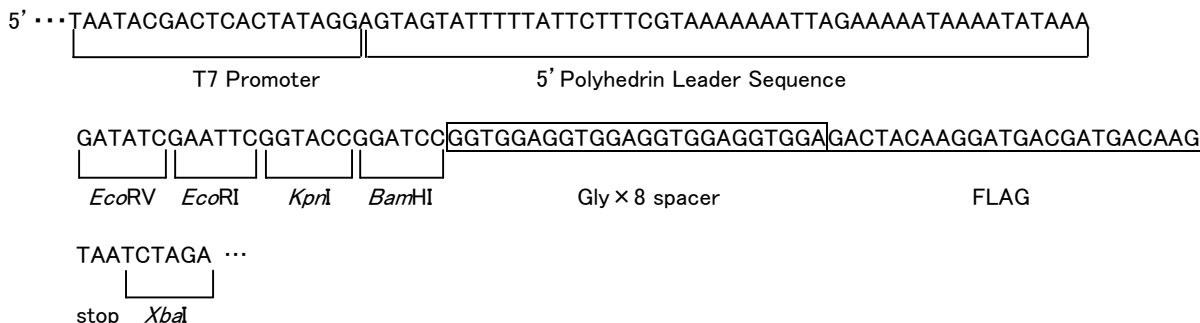 5' ・・・TAATACGACTCACTATAGGAGTAGTATTTTTATTCTTTCGTAAAAAAATTAGAAAAATAAAATATAAA
T7 Promoter 5'Polyhedrin Leader Sequence
GATATCGAATTCGGTACCGGATCCGGTGGAGGTGGAGGTGGAGGTGGAGACTACAAGGATGACGATGACAAG
EcoRV EcoRI KpnI BamHI Gly×8 spacer FLAG
TAATCTAGA ・・・
stop XbaI